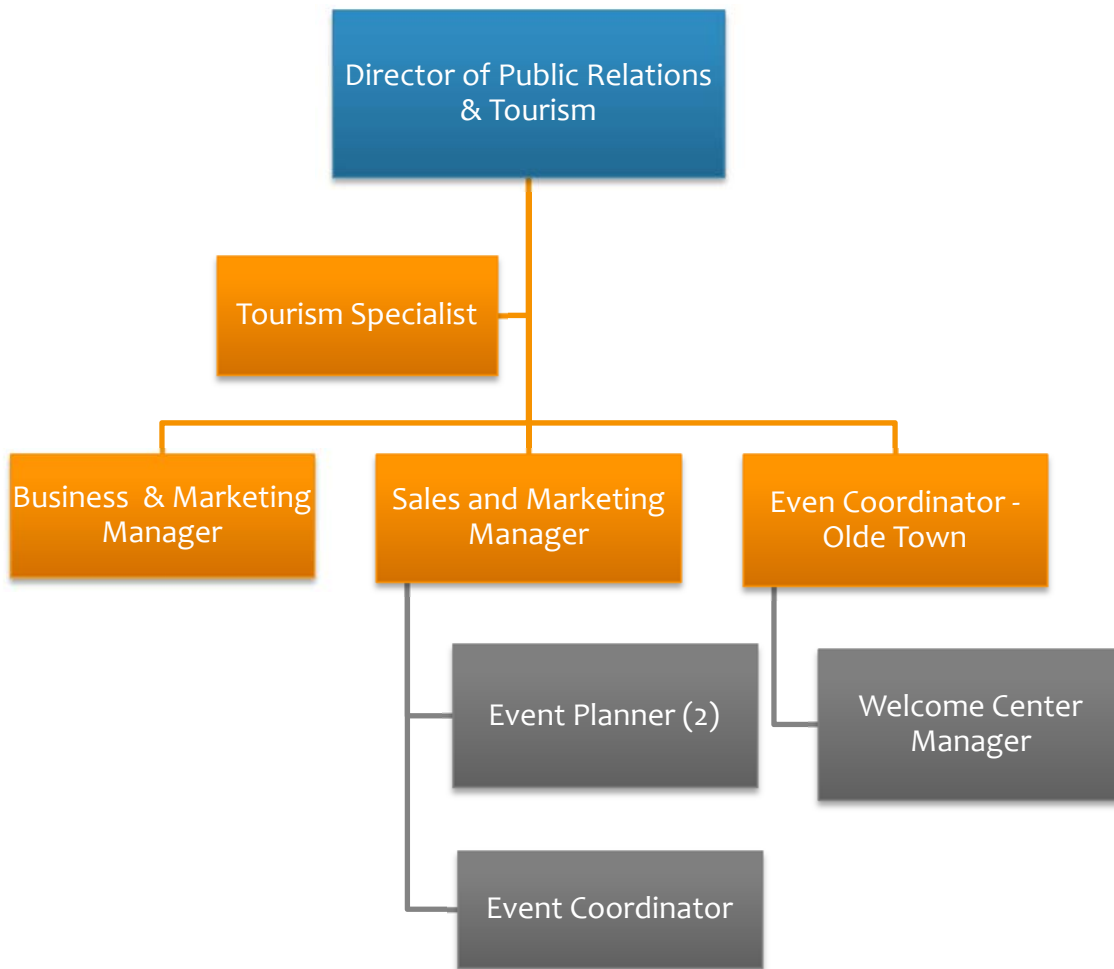 Director of Public Relations
& Tourism
Tourism Specialist
Business & Marketing
Manager
Sales and Marketing
Manager
Even Coordinator -
Olde Town
Event Planner (2)
Welcome Center
Manager
Event Coordinator